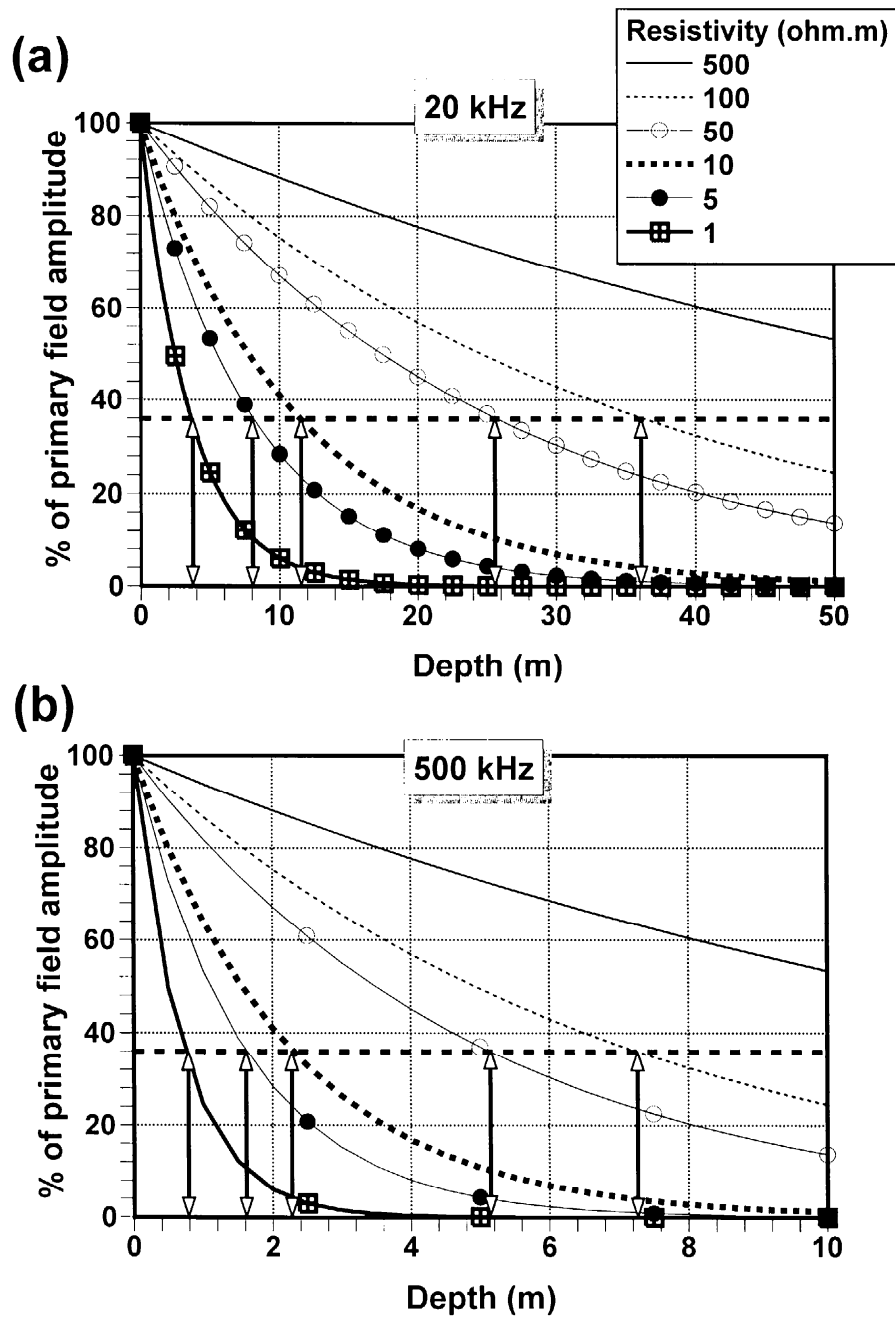 (a)
20 kHz
Resistivity (ohm.m)
500
100
50
10
5
1
% of primary field amplitude
100
80
60
40
20
0
0 10 20 30 40 50
Depth (m)
(b)
500 kHz
% of primary field amplitude
100
80
60
40
20
0
0 2 4 6 8 10
Depth (m)